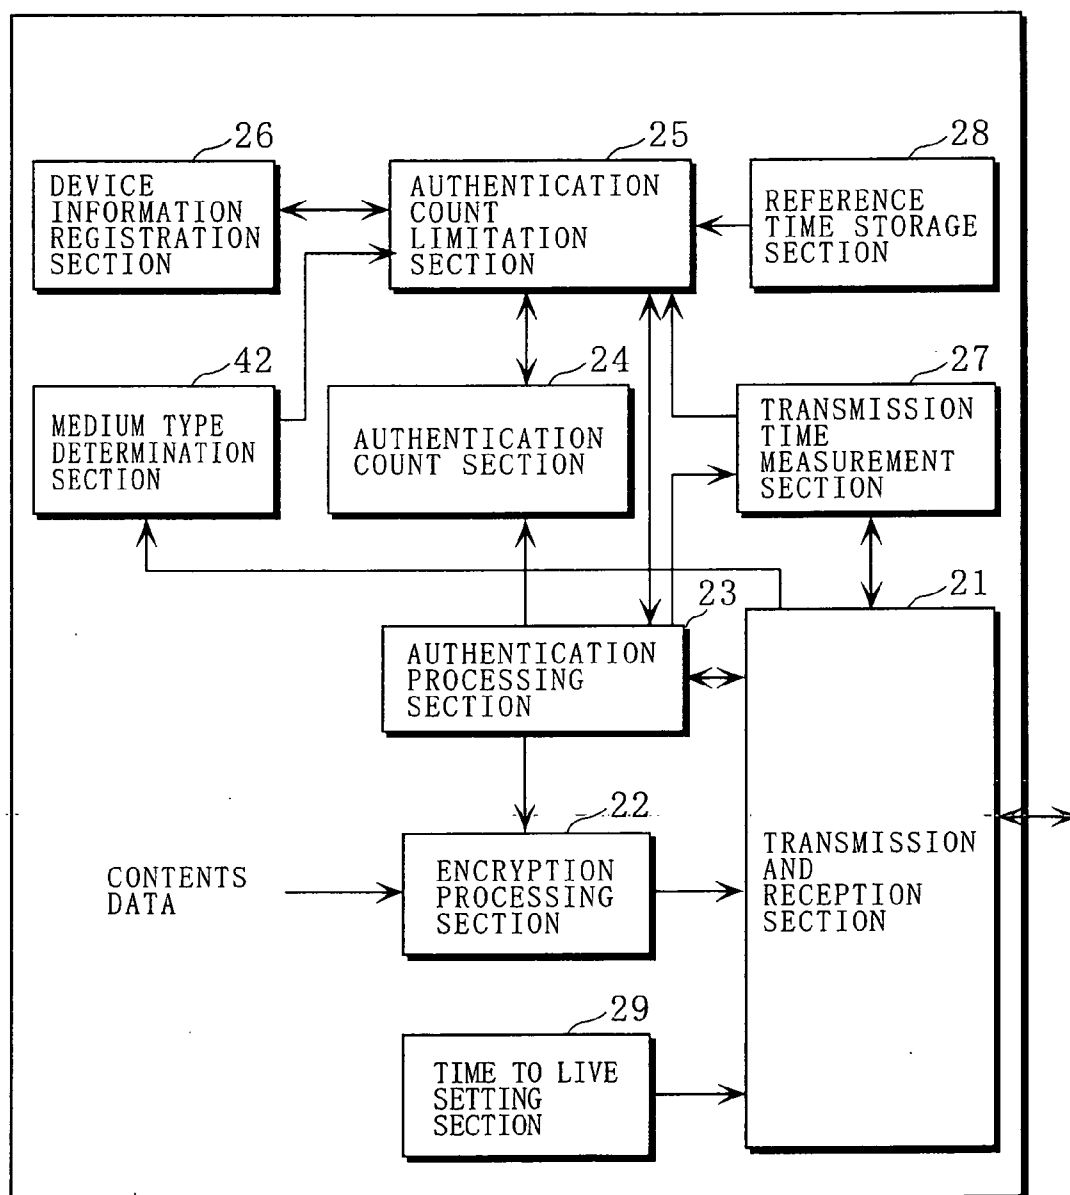 26
DEVICE
INFORMATION
REGISTRATION
SECTION
25
AUTHENTICATION
COUNT
LIMITATION
SECTION
28
REFERENCE
TIME STORAGE
SECTION
42
MEDIUM TYPE
DETERMINATION
SECTION
24
AUTHENTICATION
COUNT SECTION
27
TRANSMISSION
TIME
MEASUREMENT
SECTION
23
AUTHENTICATION
PROCESSING
SECTION
21
TRANSMISSION
AND
RECEPTION
SECTION
22
ENCRYPTION
PROCESSING
SECTION
CONTENTS
DATA
29
TIME TO LIVE
SETTING
SECTION